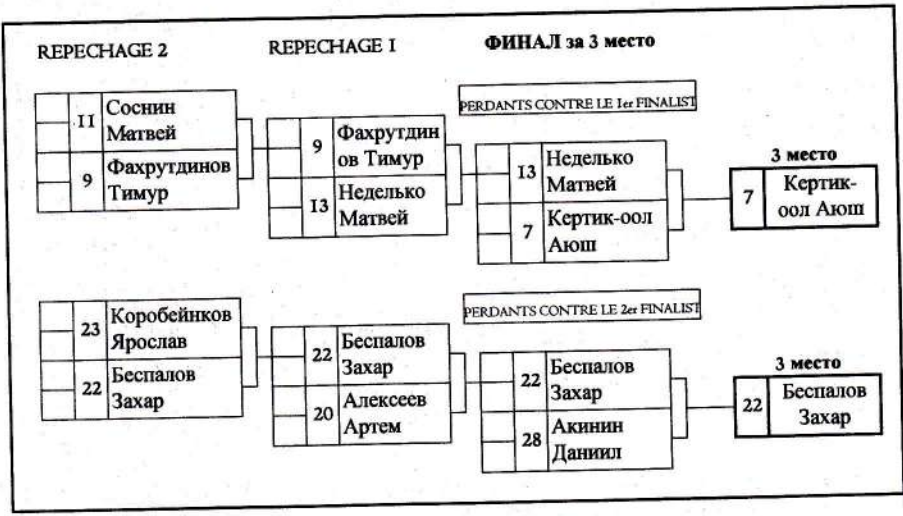 REPECHAGE 2
REPECHAGE I
ФИНАЛ за 3 место
PERDANTS CONTRE LE 1er FINALIST
11
Соснин
Матвей
9
Фахрутдинов
Тимур
9
Фахрутдин
ов Тимур
13
Неделько
Матвей
13
Неделько
Матвей
7
Кертик-оол
Аюш
3 место
7
Кертик-
оол Аюш
PERDANTS CONTRE LE 2er FINALIST
23
Коробейнков
Ярослав
22
Беспалов
Захар
22
Беспалов
Захар
20
Алексеев
Артем
22
Беспалов
Захар
28
Акинин
Даниил
3 место
22
Беспалов
Захар